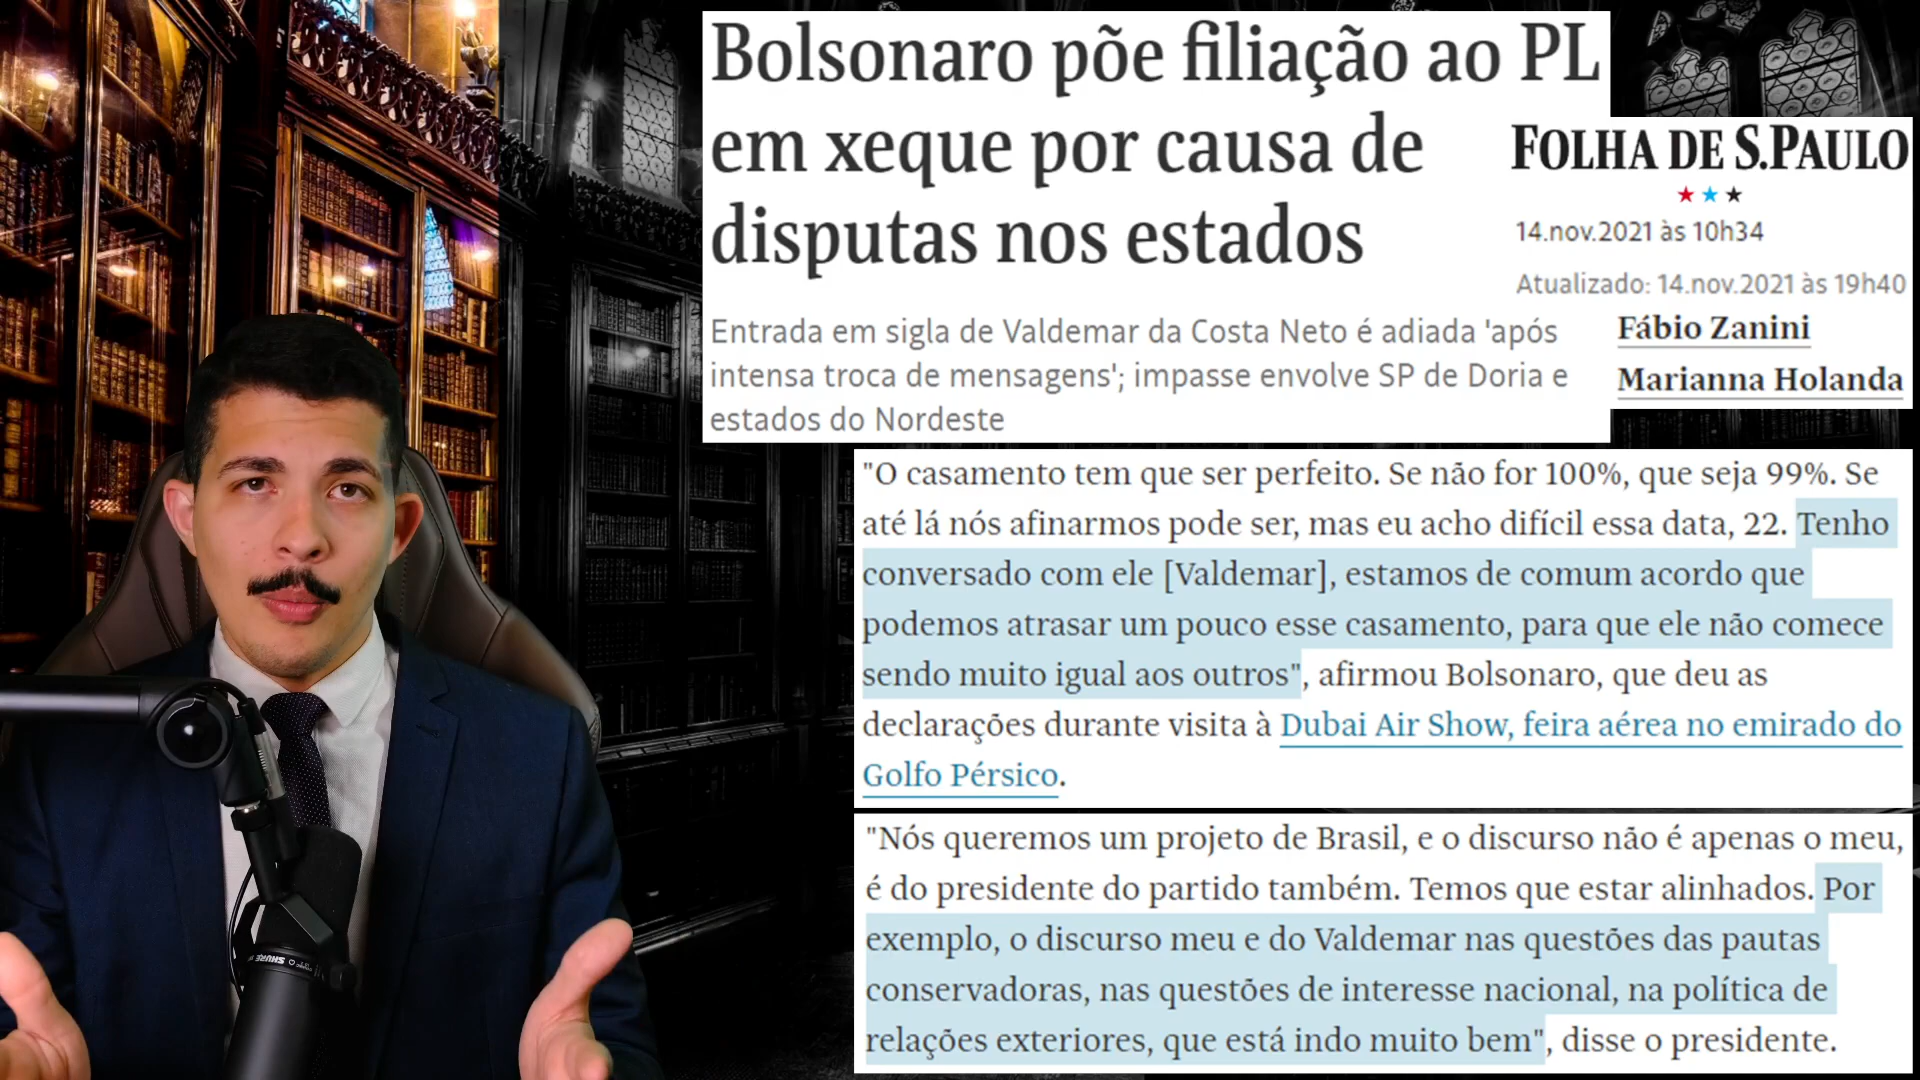 Bolsonaro põe filiação ao PL
em xeque por causa de
disputas nos estados
FOLHA DE S.PAULO
14.nov.2021 às 10h34
Atualizado: 14.nov.2021 às 19h40
Fábio Zanini
Marianna Holanda
Entrada em sigla de Valdemar da Costa Neto é adiada 'após
intensa troca de mensagens'; impasse envolve SP de Doria e
estados do Nordeste
"O casamento tem que ser perfeito. Se não for 100%, que seja 99%. Se
até lá nós afinarmos pode ser, mas eu acho difícil essa data, 22. Tenho
conversado com ele [Valdemar], estamos de comum acordo que
podemos atrasar um pouco esse casamento, para que ele não comece
sendo muito igual aos outros", afirmou Bolsonaro, que deu as
declarações durante visita à Dubai Air Show, feira aérea no emirado do
Golfo Pérsico.
"Nós queremos um projeto de Brasil, e o discurso não é apenas o meu,
é do presidente do partido também. Temos que estar alinhados. Por
exemplo, o discurso meu e do Valdemar nas questões das pautas
conservadoras, nas questões de interesse nacional, na política de
relações exteriores, que está indo muito bem", disse o presidente.
SHURE